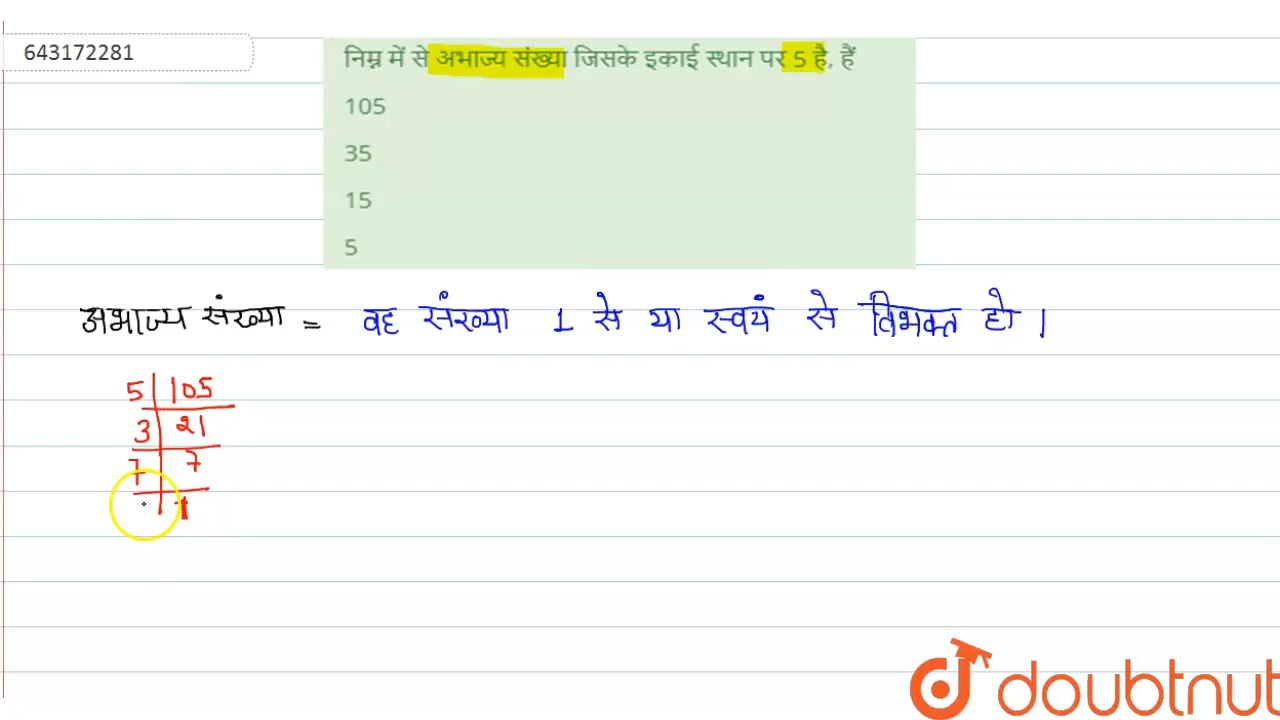 643172281
निम्न में से अभाज्य संख्या जिसके इकाई स्थान पर 5 है, हैं
105
35
15
5
अभाज्य संख्या = वह संख्या 1 से या स्वयं से विभक्त हो।
5 | 105
3 | 21
7 | 7
| 1
doubtnut